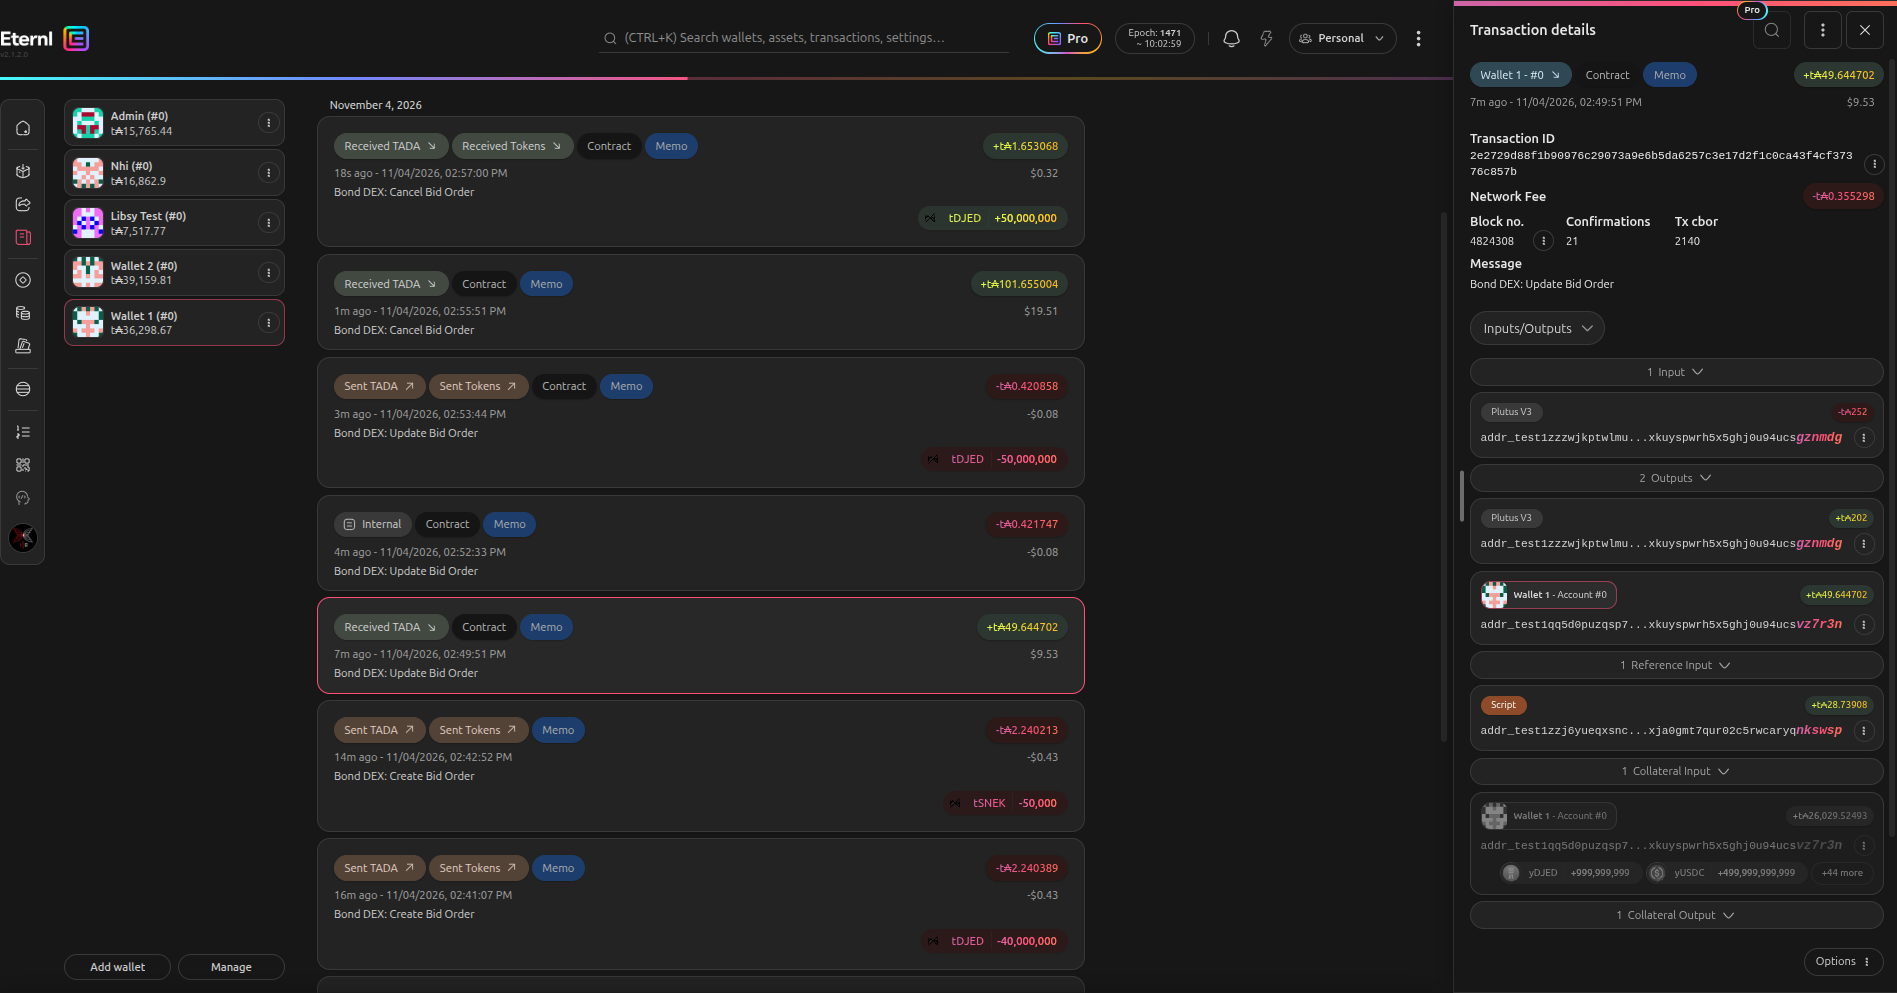 Eternl
v2.1.2.0
(CTRL+K) Search wallets, assets, transactions, settings...
Pro
Epoch: 1471
~ 10:02:59
Personal
Admin (#0)
t₳15,765.44
Nhi (#0)
t₳16,862.9
Libsy Test (#0)
t₳7,517.77
Wallet 2 (#0)
t₳39,159.81
Wallet 1 (#0)
t₳36,298.67
Add wallet
Manage
November 4, 2026
Received TADA Received Tokens Contract Memo +t₳1.653068
18s ago - 11/04/2026, 02:57:00 PM $0.32
Bond DEX: Cancel Bid Order
tDJED +50,000,000
Received TADA Contract Memo +t₳101.655004
1m ago - 11/04/2026, 02:55:51 PM $19.51
Bond DEX: Cancel Bid Order
Sent TADA Sent Tokens Contract Memo -t₳0.420858
3m ago - 11/04/2026, 02:53:44 PM -$0.08
Bond DEX: Update Bid Order
tDJED -50,000,000
Internal Contract Memo -t₳0.421747
4m ago - 11/04/2026, 02:52:33 PM -$0.08
Bond DEX: Update Bid Order
Received TADA Contract Memo +t₳49.644702
7m ago - 11/04/2026, 02:49:51 PM $9.53
Bond DEX: Update Bid Order
Sent TADA Sent Tokens Memo -t₳2.240213
14m ago - 11/04/2026, 02:42:52 PM -$0.43
Bond DEX: Create Bid Order
tSNEK -50,000
Sent TADA Sent Tokens Memo -t₳2.240389
16m ago - 11/04/2026, 02:41:07 PM -$0.43
Bond DEX: Create Bid Order
tDJED -40,000,000
Pro
Transaction details
Wallet 1 - #0 Contract Memo +t₳49.644702
7m ago - 11/04/2026, 02:49:51 PM $9.53
Transaction ID
2e2729d88f1b90976c29073a9e6b5da6257c3e17d2f1c0ca43f4cf373
76c857b
Network Fee -t₳0.355298
Block no. Confirmations Tx cbor
4824308 21 2140
Message
Bond DEX: Update Bid Order
Inputs/Outputs
1 Input
Plutus V3 -t₳252
addr_test1zzzwjkptwlmu...xkuyspwrh5x5ghj0u94ucsgznmdg
2 Outputs
Plutus V3 +t₳202
addr_test1zzzwjkptwlmu...xkuyspwrh5x5ghj0u94ucsgznmdg
Wallet 1 - Account #0 +t₳49.644702
addr_test1qq5d0puzqsp7...xkuyspwrh5x5ghj0u94ucsvz7r3n
1 Reference Input
Script +t₳28.73908
addr_test1zzj6yueqxsnc...xja0gmt7qur02c5rwcaryqnkswsp
1 Collateral Input
Wallet 1 - Account #0 +t₳26,029.52493
addr_test1qq5d0puzqsp7...xkuyspwrh5x5ghj0u94ucsvz7r3n
yDJED +999,999,999 yUSDC +499,999,999,999 +44 more
1 Collateral Output
Options